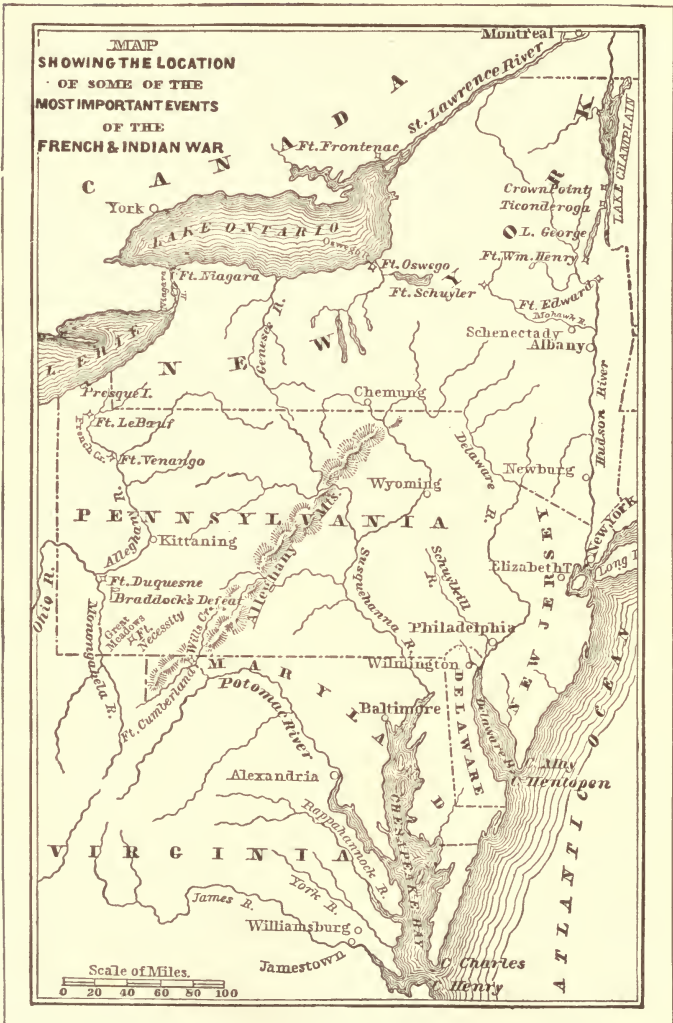 MAP
SHOWING THE LOCATION
OF SOME OF THE
MOST IMPORTANT EVENTS
OF THE
FRENCH & INDIAN WAR
Montreal
St. Lawrence River
CANADA
Ft. Frontenac
LAKE CHAMPLAIN
Crown Point
Ticonderoga
York
LAKE ONTARIO
Oswego
L. George
Ft. Wm. Henry
Ft. Oswego
Ft. Niagara
Niagara
R.
Ft. Schuyler
Ft. Edward
Mohawk R.
Schenectady
Albany
NEW YORK
Genesee R.
L. ERIE
Presque I.
Chemung
Hudson River
Ft. LeBœuf
French Cr.
Ft. Venango
Delaware R.
Newburg
Wyoming
PENNSYLVANIA
Alleghany R.
Kittaning
Alleghany Mts.
New York
Long I
Elizabeth T.
Ohio R.
Ft. Duquesne
Braddock's Defeat
Susquehanna R.
Schuylkill
R.
Great
Meadows
Ft.
Necessity
Wills Cr.
Monongahela R.
Philadelphia
NEW JERSEY
Wilmington
Ft. Cumberland
MARYLAND
Potomac River
Baltimore
DELAWARE
Delaware B.
C. May
C. Henlopen
Alexandria
ATLANTIC OCEAN
CHESAPEAKE BAY
Rappahannock R.
VIRGINIA
York R.
James R.
Williamsburg
Jamestown
C Charles
C. Henry
Scale of Miles.
0 20 40 60 80 100